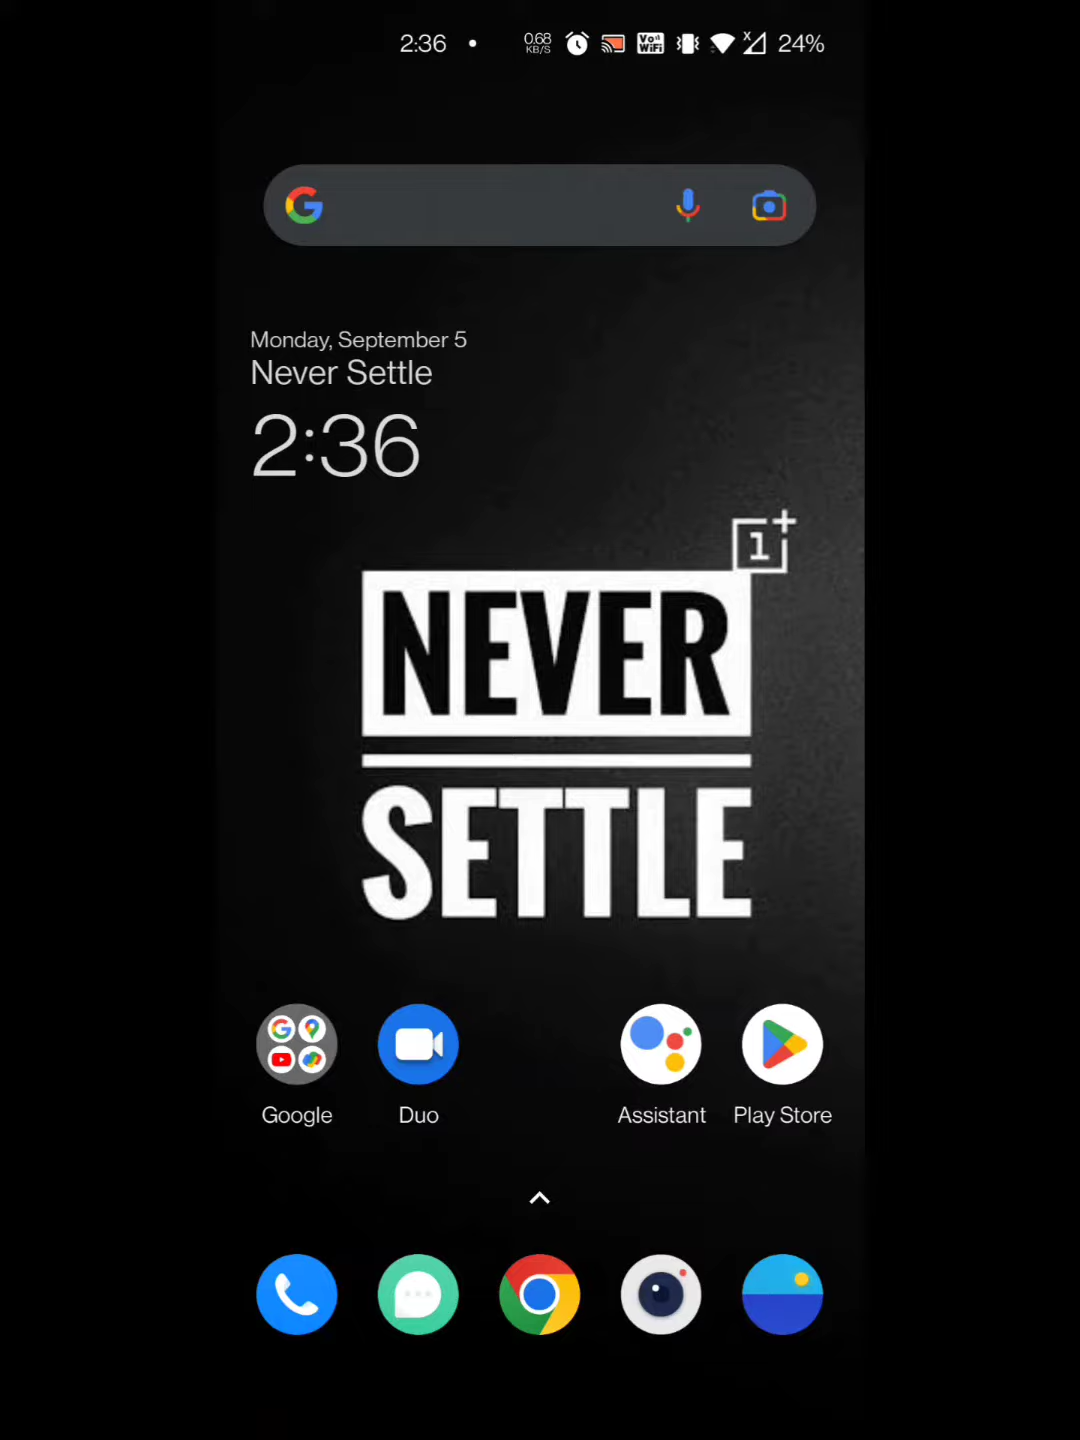 2:36 0.68 KB/S Vo WiFi X 24%
G
Monday, September 5
Never Settle
2:36
1+
NEVER
SETTLE
Google Duo Assistant Play Store